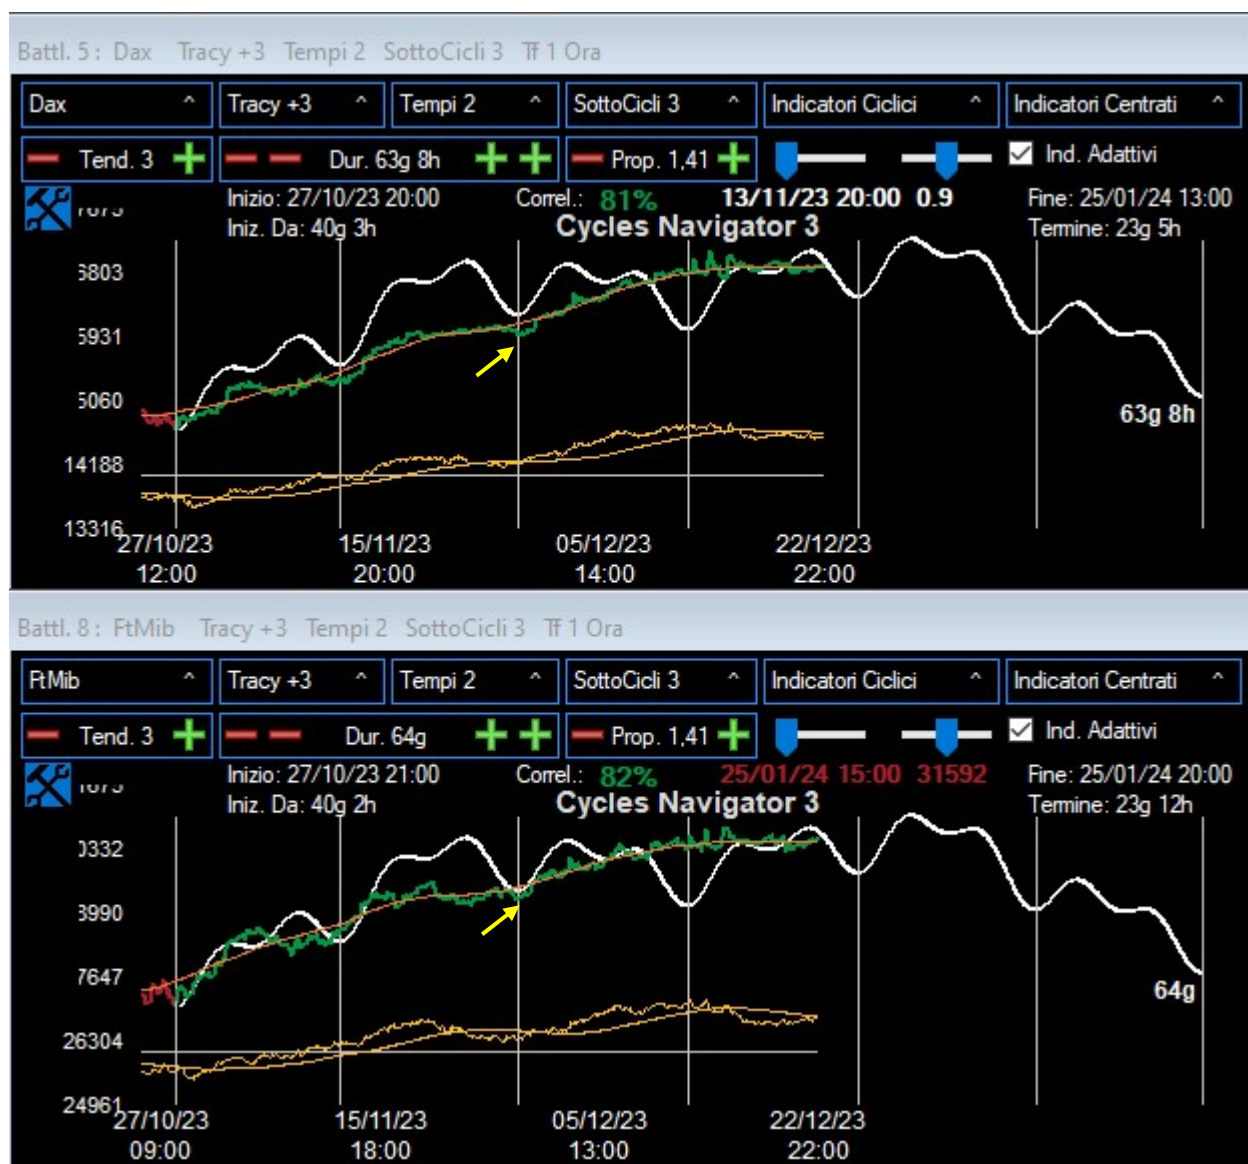 Battl. 5 : Dax Tracy +3 Tempi 2 SottoCicli 3 Tf 1 Ora
Dax ^ Tracy +3 ^ Tempi 2 ^ SottoCicli 3 ^ Indicatori Ciclici ^ Indicatori Centrati ^
Tend. 3 Dur. 63g 8h Prop. 1,41 Ind. Adattivi
Inizio: 27/10/23 20:00 Correl.: 81% 13/11/23 20:00 0.9 Fine: 25/01/24 13:00
Iniz. Da: 40g 3h Cycles Navigator 3 Termine: 23g 5h
5803
5931
5060
63g 8h
14188
13316
27/10/23 15/11/23 05/12/23 22/12/23
12:00 20:00 14:00 22:00
Battl. 8 : FtMib Tracy +3 Tempi 2 SottoCicli 3 Tf 1 Ora
FtMib ^ Tracy +3 ^ Tempi 2 ^ SottoCicli 3 ^ Indicatori Ciclici ^ Indicatori Centrati ^
Tend. 3 Dur. 64g Prop. 1,41 Ind. Adattivi
Inizio: 27/10/23 21:00 Correl.: 82% 25/01/24 15:00 31592 Fine: 25/01/24 20:00
Iniz. Da: 40g 2h Cycles Navigator 3 Termine: 23g 12h
0332
3990
7647
64g
26304
24961
27/10/23 15/11/23 05/12/23 22/12/23
09:00 18:00 13:00 22:00